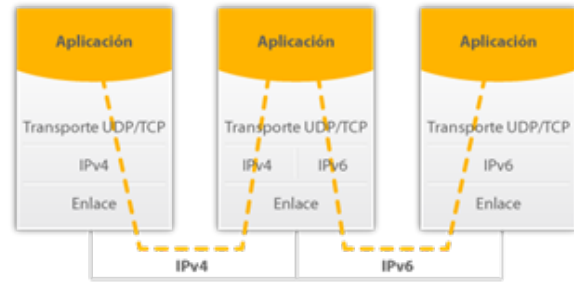 Aplicación
Transporte UDP/TCP
IPv4
Enlace
Aplicación
Transporte UDP/TCP
IPv4 IPv6
Enlace
Aplicación
Transporte UDP/TCP
IPv6
Enlace
IPv4
IPv6